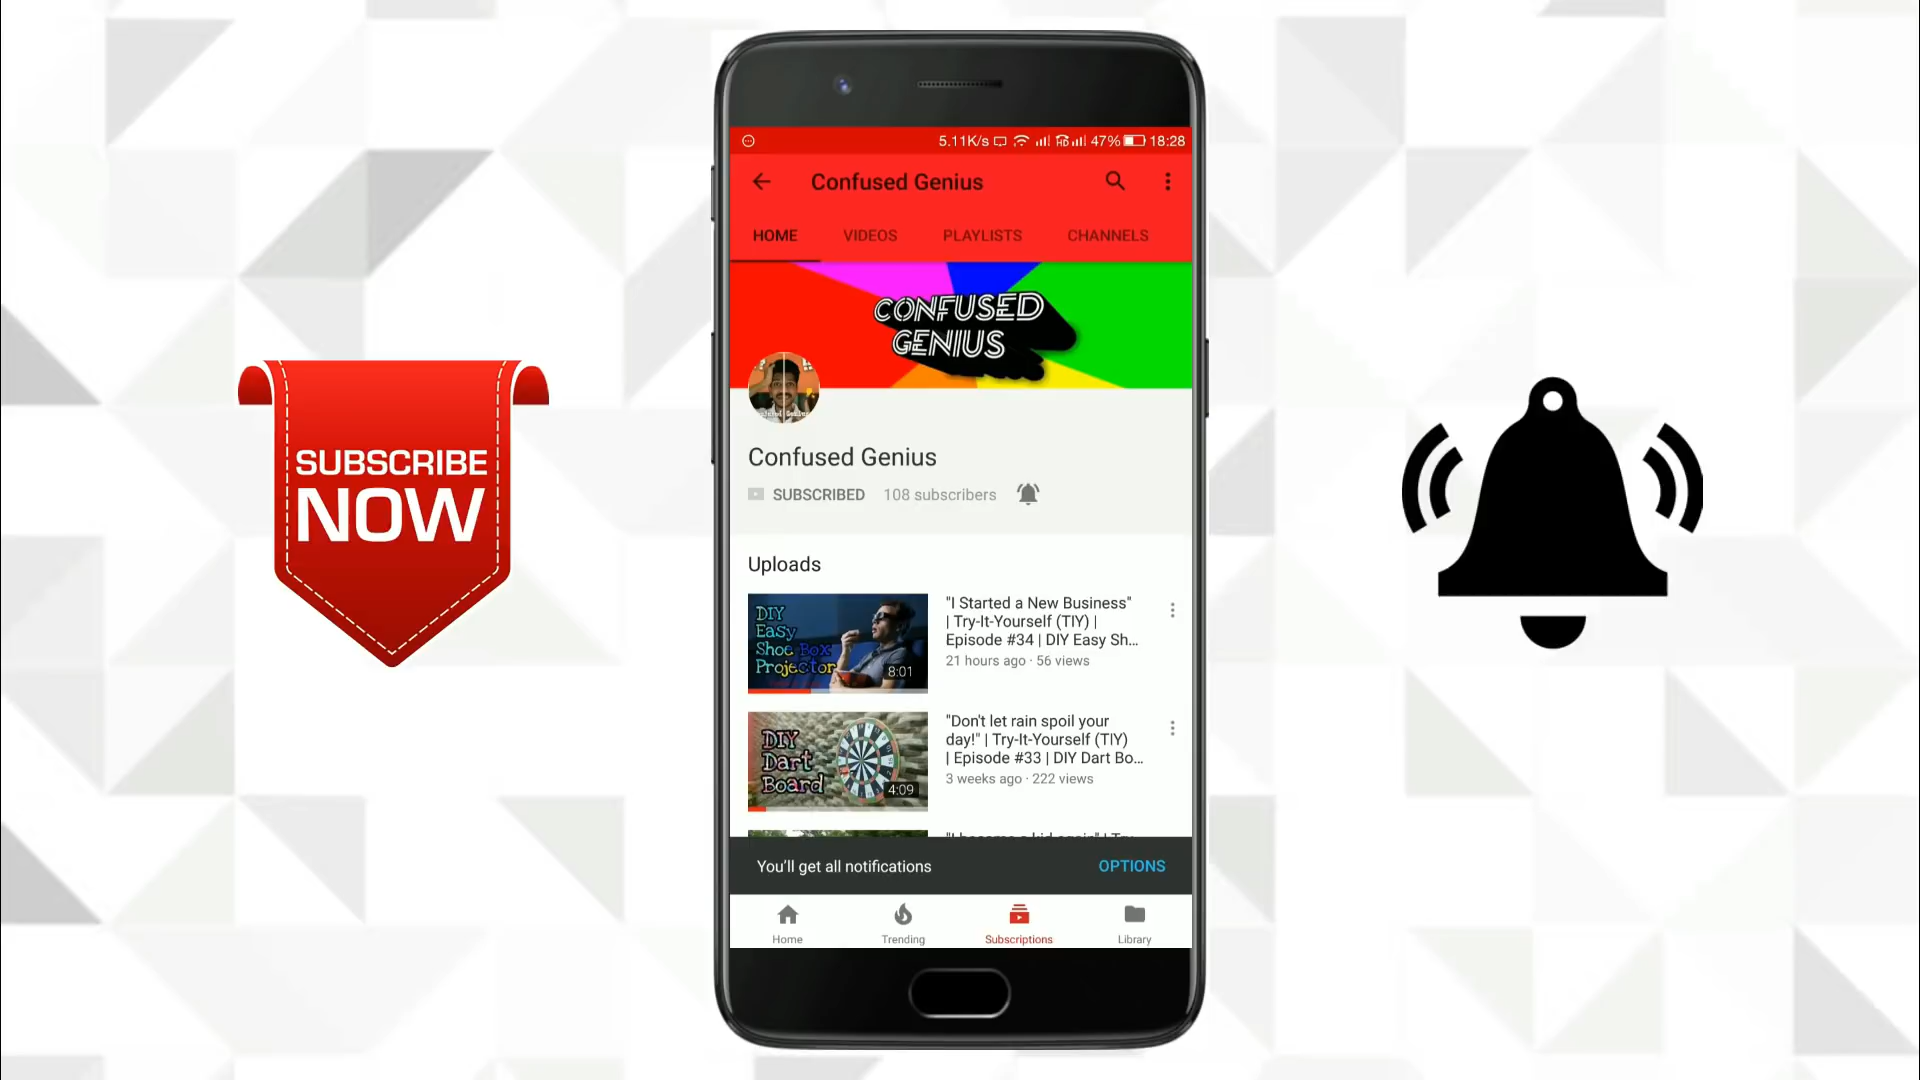 SUBSCRIBE
NOW
5.11K/s 47% 18:28
Confused Genius
HOME VIDEOS PLAYLISTS CHANNELS
CONFUSED
GENIUS
Confused Genius
SUBSCRIBED 108 subscribers
Uploads
DIY
Easy
Shoe Box
Projector
8:01
"I Started a New Business"
| Try-It-Yourself (TIY) |
Episode #34 | DIY Easy Sh...
21 hours ago · 56 views
DIY
Dart
Board
4:09
"Don't let rain spoil your
day!" | Try-It-Yourself (TIY)
| Episode #33 | DIY Dart Bo...
3 weeks ago · 222 views
You'll get all notifications OPTIONS
Home Trending Subscriptions Library